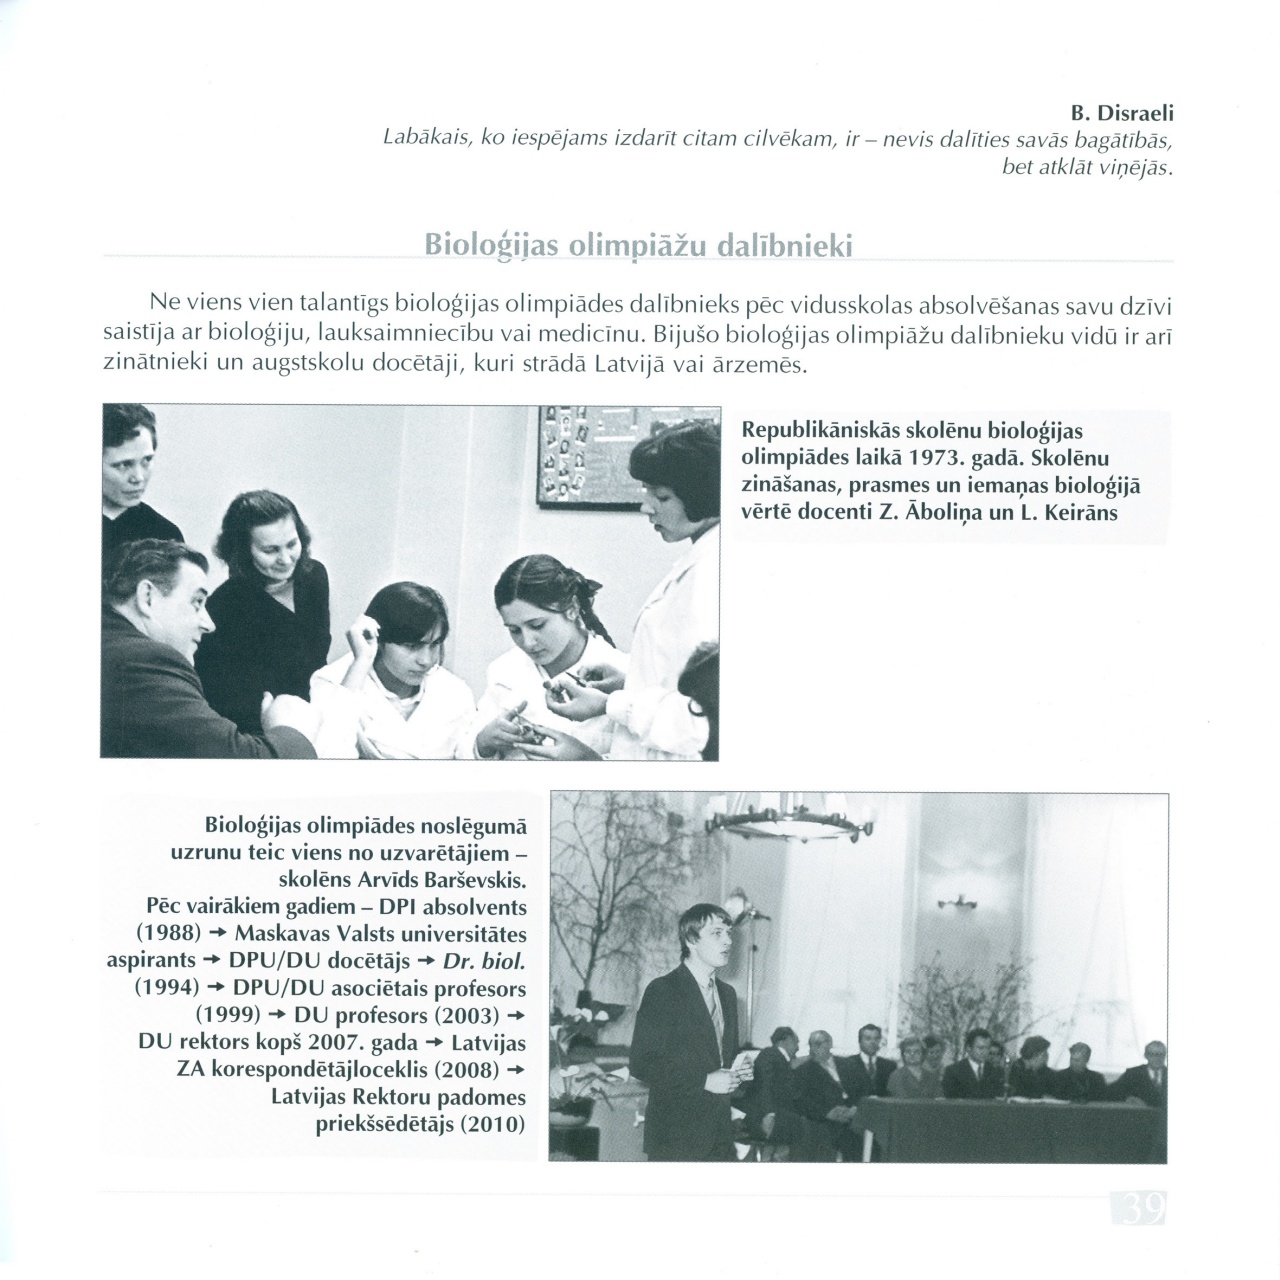 B. Disraeli
Labākais, ko iespējams izdarīt citam cilvēkam, ir – nevis dalīties savās bagātībās,
bet atklāt viņējās.
Bioloģijas olimpiāžu dalībnieki
Ne viens vien talantīgs bioloģijas olimpiādes dalībnieks pēc vidusskolas absolvēšanas savu dzīvi
saistīja ar bioloģiju, lauksaimniecību vai medicīnu. Bijušo bioloģijas olimpiāžu dalībnieku vidū ir arī
zinātnieki un augstskolu docētāji, kuri strādā Latvijā vai ārzemēs.
Republikāniskās skolēnu bioloģijas
olimpiādes laikā 1973. gadā. Skolēnu
zināšanas, prasmes un iemaņas bioloģijā
vērtē docenti Z. Āboliņa un L. Keirāns
Bioloģijas olimpiādes noslēgumā
uzrunu teic viens no uzvarētājiem –
skolēns Arvīds Barševskis.
Pēc vairākiem gadiem – DPI absolvents
(1988) → Maskavas Valsts universitātes
aspirants → DPU/DU docētājs → Dr. biol.
(1994) → DPU/DU asociētais profesors
(1999) → DU profesors (2003) →
DU rektors kopš 2007. gada → Latvijas
ZA korespondētājloceklis (2008) →
Latvijas Rektoru padomes
priekšsēdētājs (2010)
39